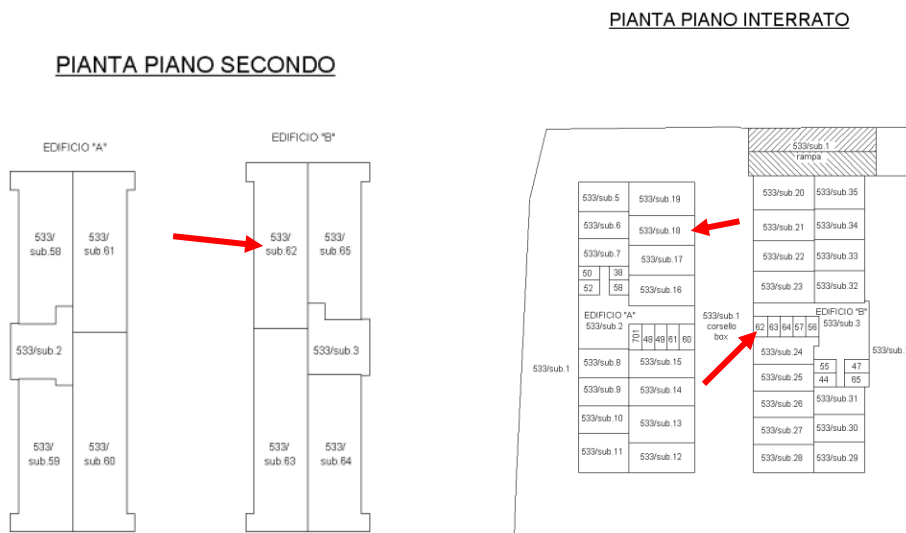 PIANTA PIANO INTERRATO
PIANTA PIANO SECONDO
EDIFICIO "A"
EDIFICIO "B"
533/
sub.58
533/
sub.61
533/
sub.62
533/
sub.65
533/sub.2
533/sub.3
533/
sub.59
533/
sub.60
533/
sub.63
533/
sub.64
533/sub.1
rampa
533/sub.5
533/sub.19
533/sub.6
533/sub.18
533/sub.7
533/sub.17
50
38
52
58
533/sub.16
EDIFICIO "A"
533/sub.2
701
48
49
61
60
533/sub.8
533/sub.15
533/sub.9
533/sub.14
533/sub.10
533/sub.13
533/sub.11
533/sub.12
533/sub.1
533/sub.1
corsello
box
533/sub.20
533/sub.35
533/sub.21
533/sub.34
533/sub.22
533/sub.33
533/sub.23
533/sub.32
EDIFICIO "B"
533/sub.3
62
63
64
57
56
533/sub.24
533/sub.25
55
47
44
65
533/sub.26
533/sub.31
533/sub.27
533/sub.30
533/sub.28
533/sub.29
533/sub.